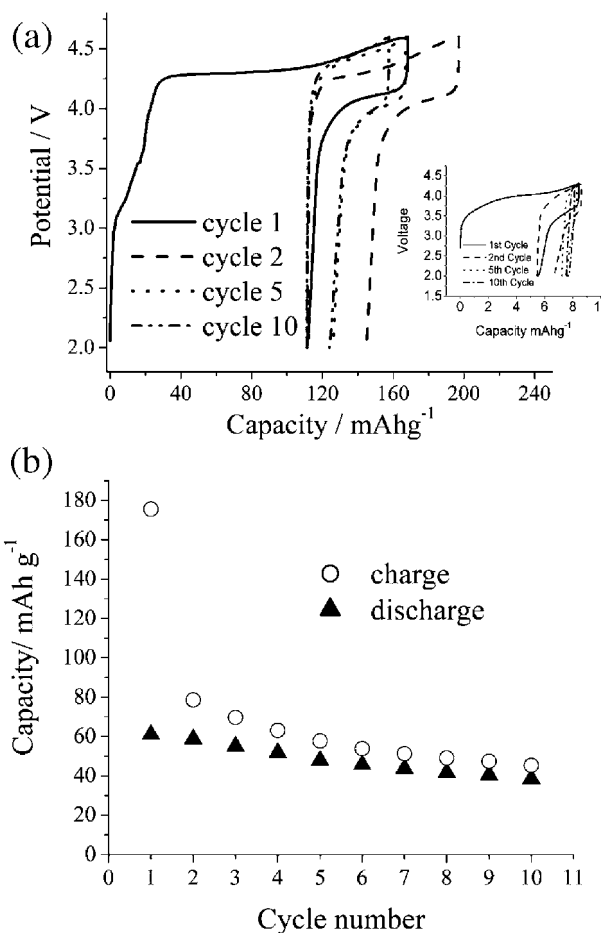 (a)
4.5
4.0
3.5
3.0
2.5
2.0
Potential / V
cycle 1
cycle 2
cycle 5
cycle 10
0 40 80 120 160 200 240
Capacity / mAhg⁻¹
4.5
4.0
3.5
3.0
2.5
2.0
1.5
Voltage
1st Cycle
2nd Cycle
5th Cycle
10th Cycle
0 2 4 6 8 1
Capacity mAhg⁻¹
(b)
180
160
140
120
100
80
60
40
20
0
Capacity/ mAh g⁻¹
charge
discharge
0 1 2 3 4 5 6 7 8 9 10 11
Cycle number